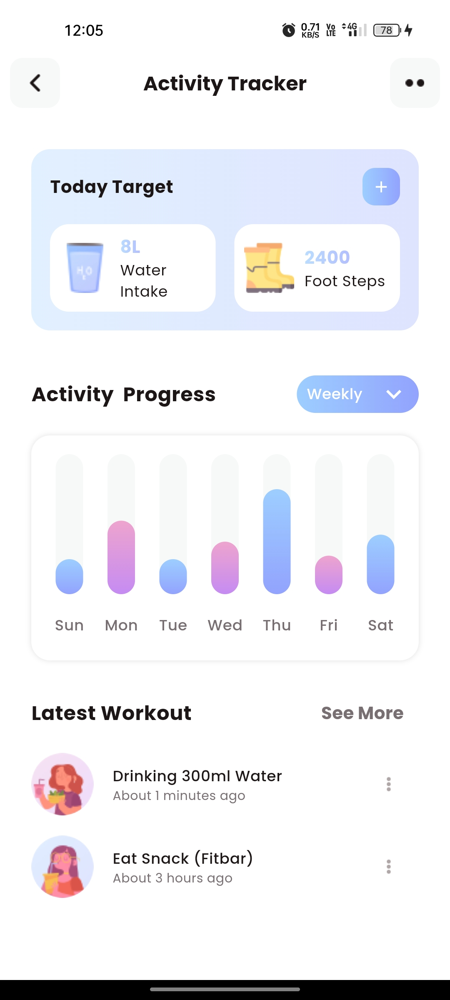 12:05
0.71 KB/S
Vo LTE
4G
78
Activity Tracker
Today Target
8L
Water
Intake
2400
Foot Steps
Activity Progress
Weekly
Sun Mon Tue Wed Thu Fri Sat
Latest Workout
See More
Drinking 300ml Water
About 1 minutes ago
Eat Snack (Fitbar)
About 3 hours ago